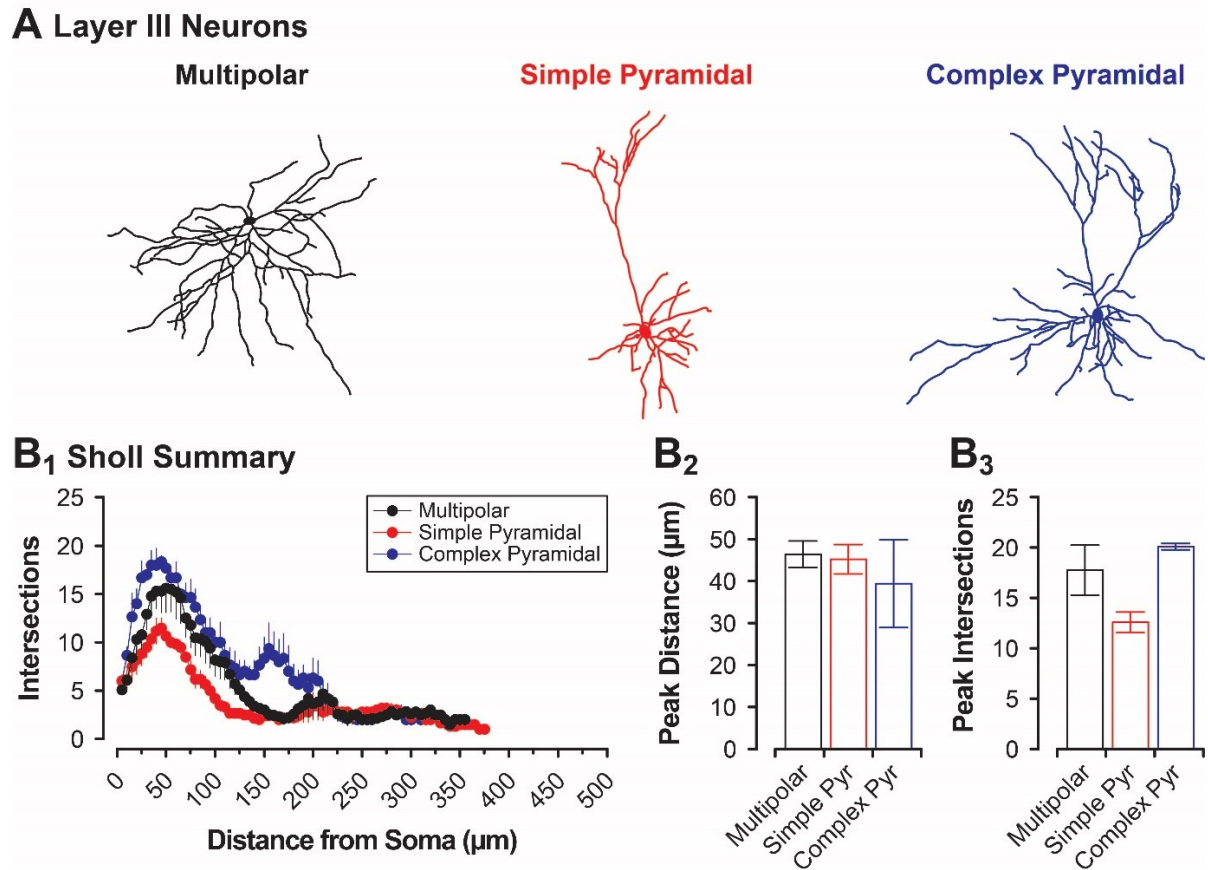 A Layer III Neurons
Multipolar
Simple Pyramidal
Complex Pyramidal
B1 Sholl Summary
25
20
15
10
5
0
Intersections
Multipolar
Simple Pyramidal
Complex Pyramidal
0
50
100
150
200
250
300
350
400
450
500
Distance from Soma (µm)
B2
60
50
40
30
20
10
0
Peak Distance (µm)
Multipolar
Simple Pyr
Complex Pyr
B3
25
20
15
10
5
0
Peak Intersections
Multipolar
Simple Pyr
Complex Pyr